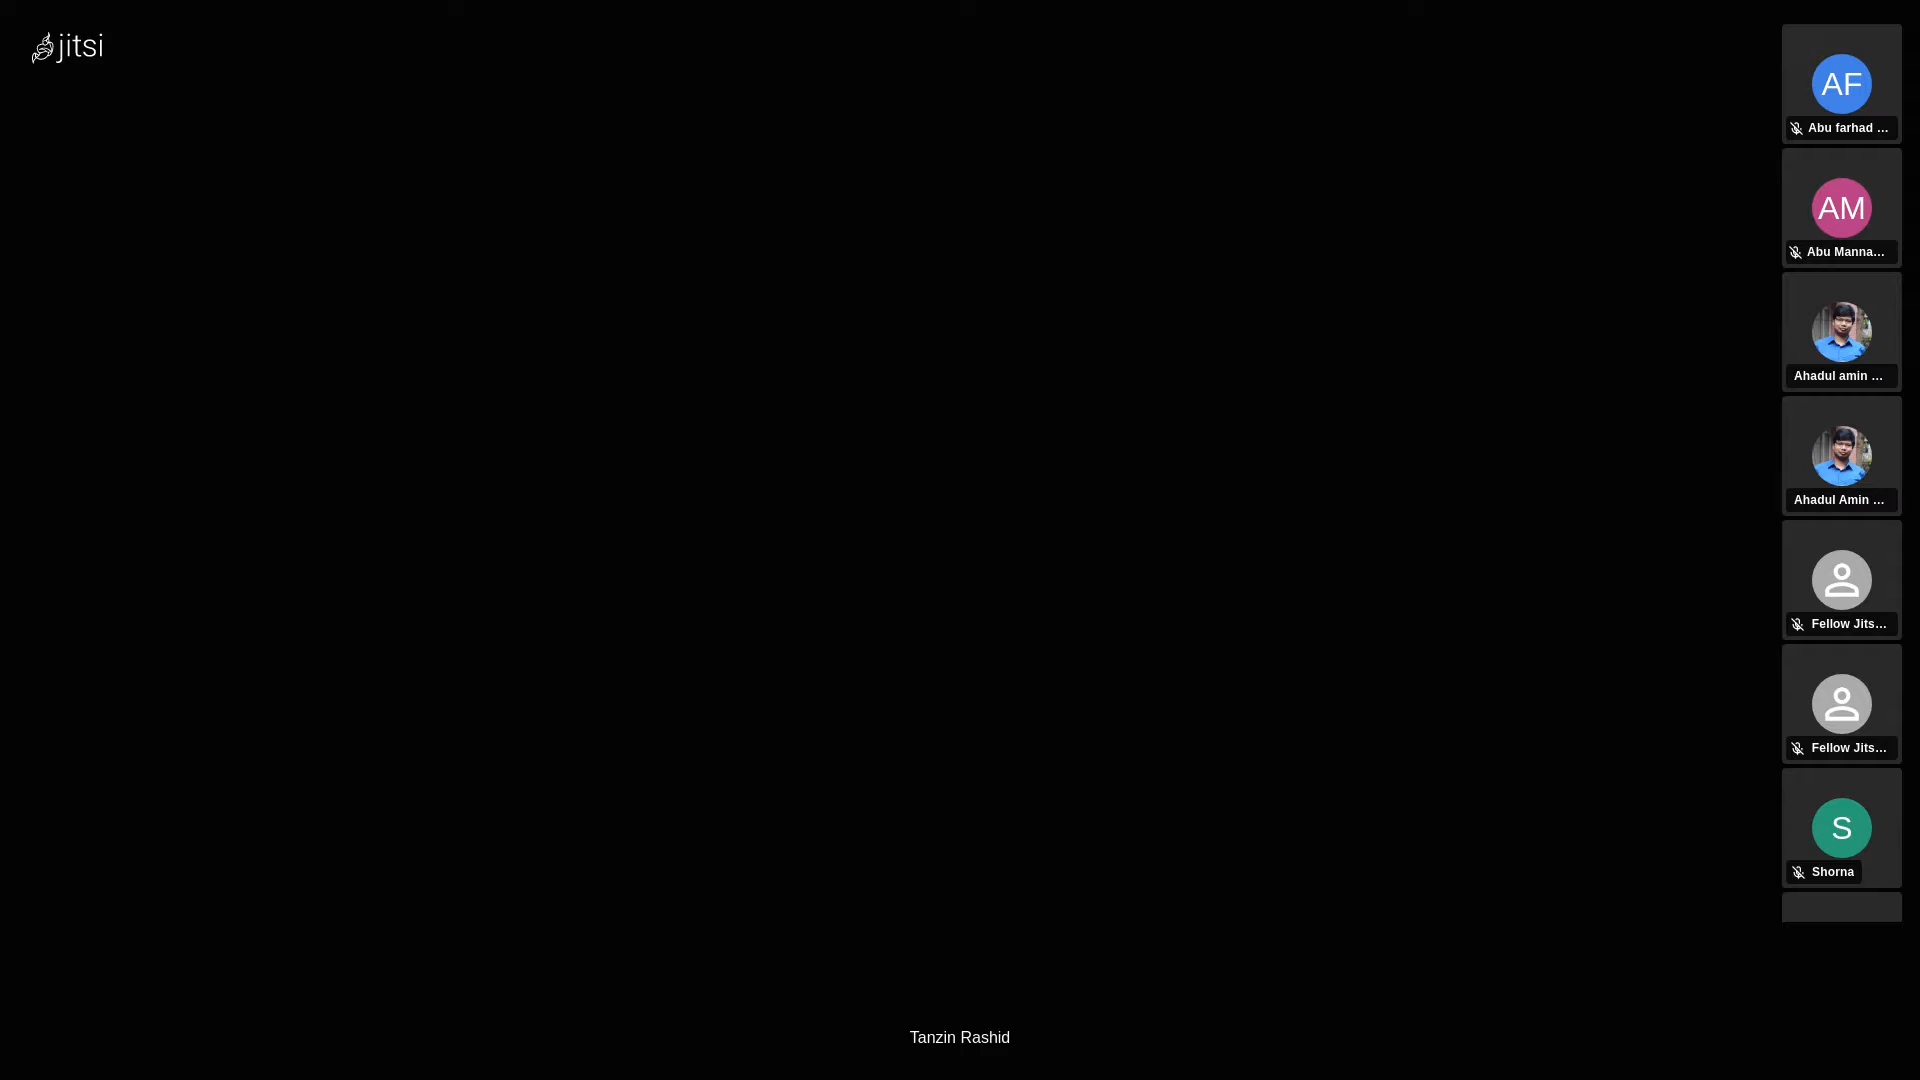 jitsi
AF
Abu farhad ...
AM
Abu Manna...
Ahadul amin ...
Ahadul Amin ...
Fellow Jits...
Fellow Jits...
S
Shorna
Tanzin Rashid